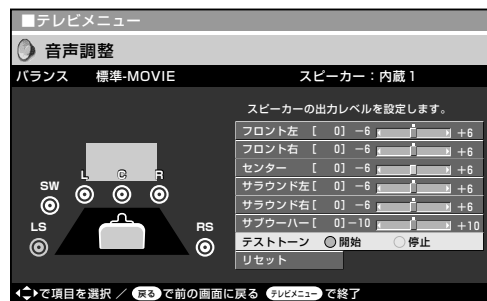 ■テレビメニュー
音声調整
バランス 標準-MOVIE スピーカー：内蔵1
スピーカーの出力レベルを設定します。
フロント左 [ 0] −6 +6
フロント右 [ 0] −6 +6
センター [ 0] −6 +6
サラウンド左[ 0] −6 +6
サラウンド右[ 0] −6 +6
サブウーハー[ 0]−10 +10
テストトーン 開始 停止
リセット
L C R
SW
LS RS
で項目を選択 ／ 戻る で前の画面に戻る テレビメニュー で終了